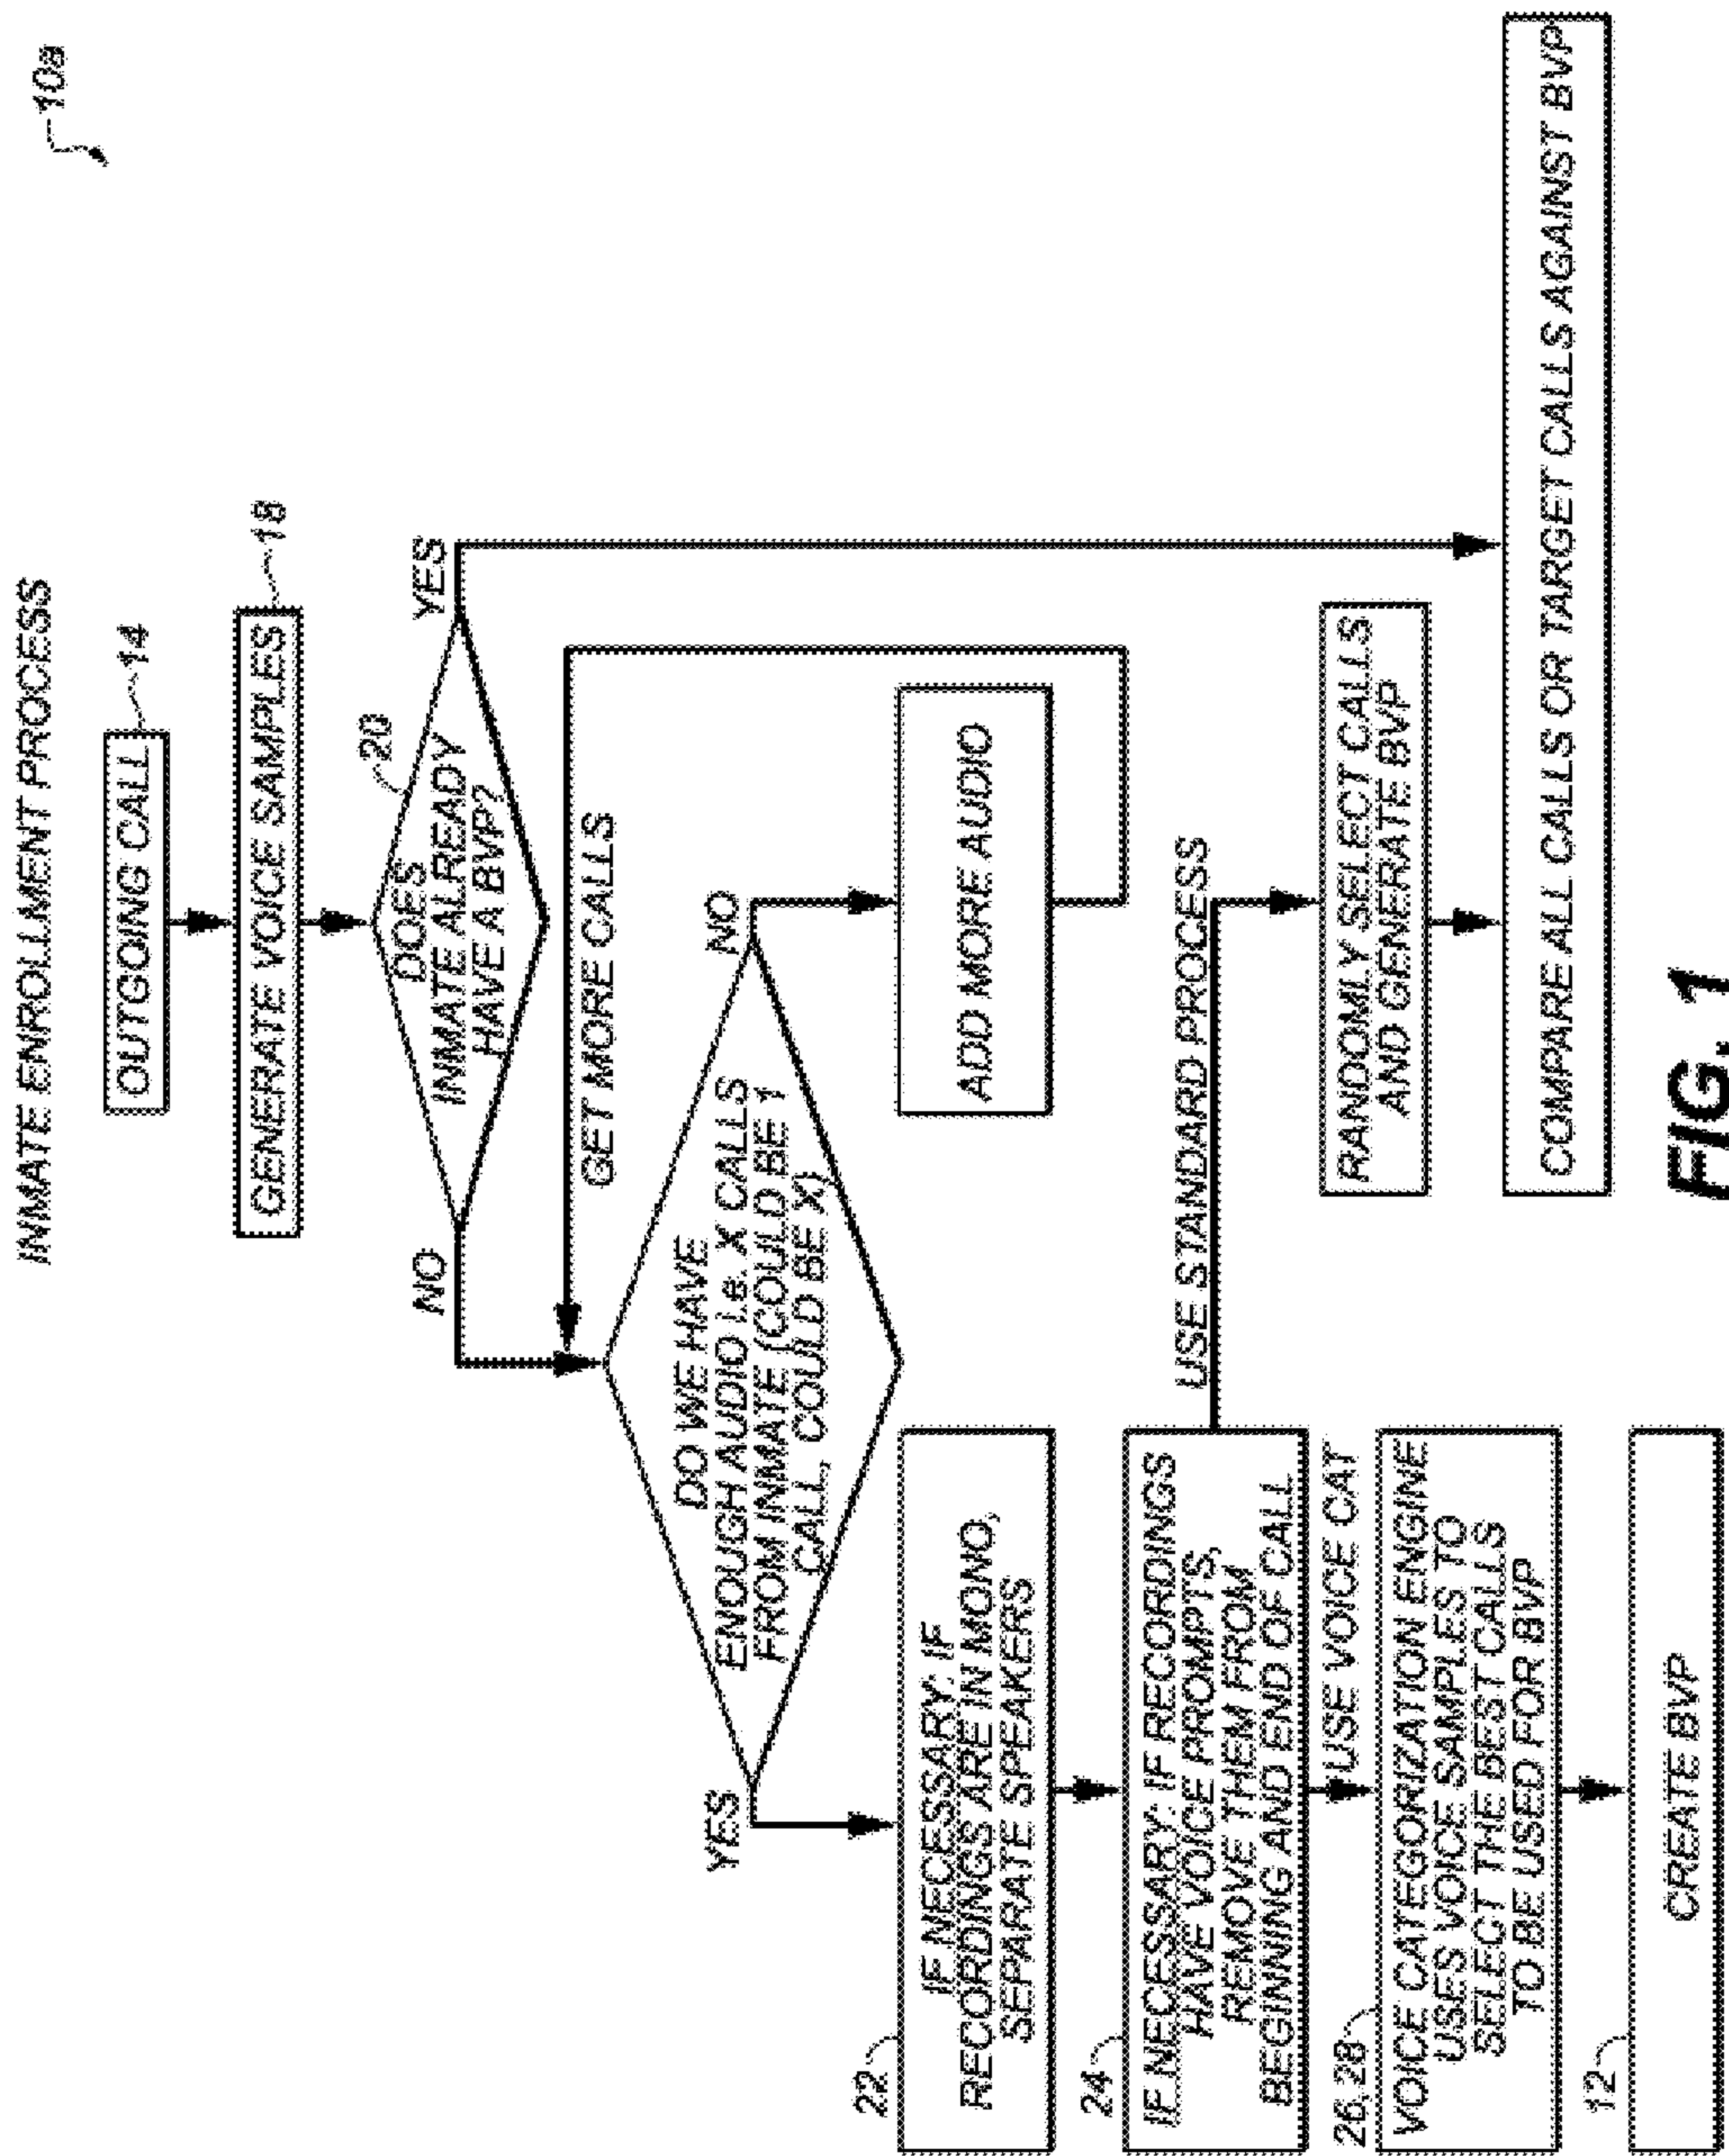 INMATE ENROLLMENT PROCESS
10a
OUTGOING CALL
14
GENERATE VOICE SAMPLES
18
DOES
INMATE ALREADY
HAVE A BVP?
20
NO
YES
GET MORE CALLS
DO WE HAVE
ENOUGH AUDIO i.e. X CALLS
FROM INMATE (COULD BE 1
CALL, COULD BE X)
YES
NO
22
IF NECESSARY: IF
RECORDINGS ARE IN MONO,
SEPARATE SPEAKERS
ADD MORE AUDIO
24
IF NECESSARY: IF RECORDINGS
HAVE VOICE PROMPTS,
REMOVE THEM FROM
BEGINNING AND END OF CALL
USE STANDARD PROCESS
USE VOICE CAT
26,28
VOICE CATEGORIZATION ENGINE
USES VOICE SAMPLES TO
SELECT THE BEST CALLS
TO BE USED FOR BVP
RANDOMLY SELECT CALLS
AND GENERATE BVP
12
CREATE BVP
COMPARE ALL CALLS OR TARGET CALLS AGAINST BVP
FIG. 1